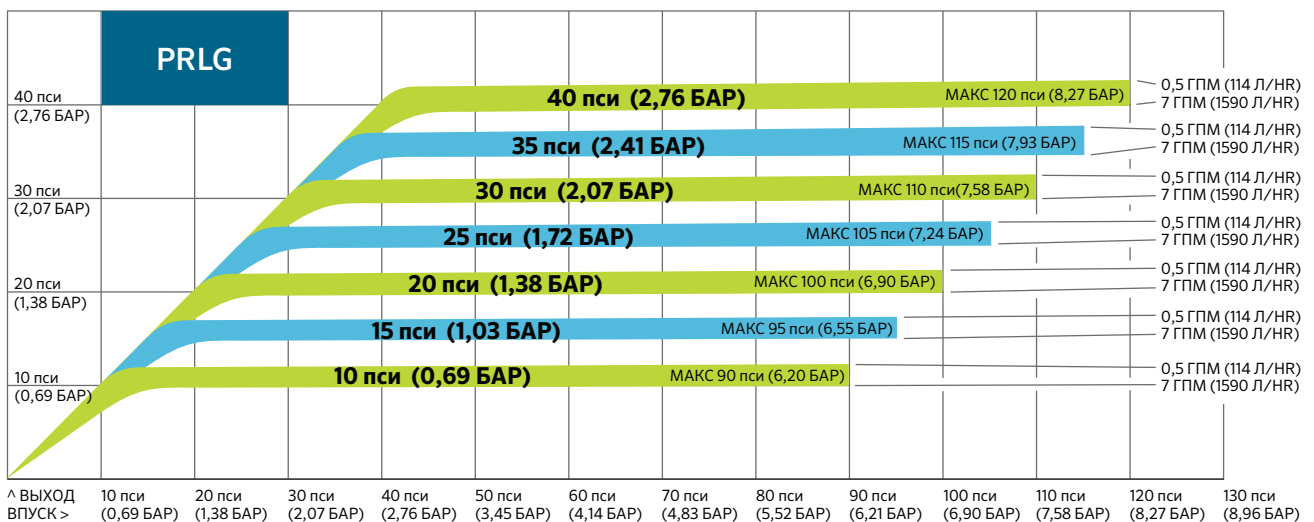 PRLG
40 пси
(2,76 БАР)
30 пси
(2,07 БАР)
20 пси
(1,38 БАР)
10 пси
(0,69 БАР)
40 пси (2,76 БАР)
МАКС 120 пси (8,27 БАР)
0,5 ГПМ (114 Л/HR)
7 ГПМ (1590 Л/HR)
35 пси (2,41 БАР)
МАКС 115 пси (7,93 БАР)
0,5 ГПМ (114 Л/HR)
7 ГПМ (1590 Л/HR)
30 пси (2,07 БАР)
МАКС 110 пси(7,58 БАР)
0,5 ГПМ (114 Л/HR)
7 ГПМ (1590 Л/HR)
25 пси (1,72 БАР)
МАКС 105 пси (7,24 БАР)
0,5 ГПМ (114 Л/HR)
7 ГПМ (1590 Л/HR)
20 пси (1,38 БАР)
МАКС 100 пси (6,90 БАР)
0,5 ГПМ (114 Л/HR)
7 ГПМ (1590 Л/HR)
15 пси (1,03 БАР)
МАКС 95 пси (6,55 БАР)
0,5 ГПМ (114 Л/HR)
7 ГПМ (1590 Л/HR)
10 пси (0,69 БАР)
МАКС 90 пси (6,20 БАР)
0,5 ГПМ (114 Л/HR)
7 ГПМ (1590 Л/HR)
^ ВЫХОД
ВПУСК >
10 пси
(0,69 БАР)
20 пси
(1,38 БАР)
30 пси
(2,07 БАР)
40 пси
(2,76 БАР)
50 пси
(3,45 БАР)
60 пси
(4,14 БАР)
70 пси
(4,83 БАР)
80 пси
(5,52 БАР)
90 пси
(6,21 БАР)
100 пси
(6,90 БАР)
110 пси
(7,58 БАР)
120 пси
(8,27 БАР)
130 пси
(8,96 БАР)